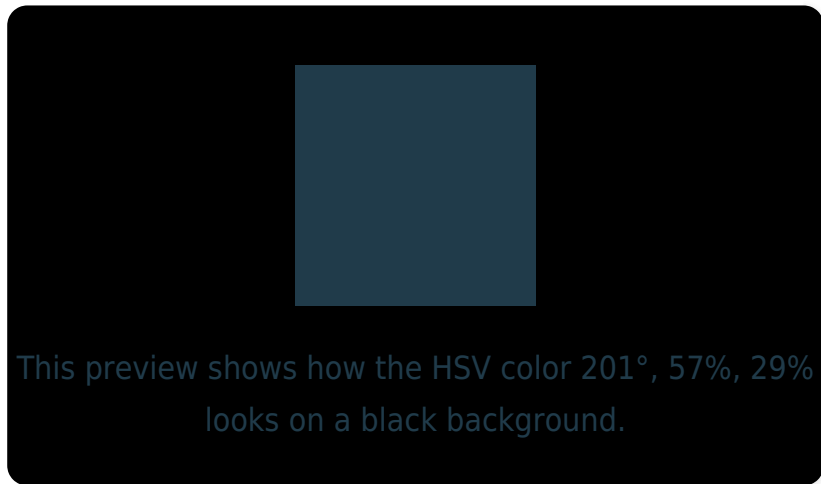 This preview shows how the HSV color 201°, 57%, 29%
looks on a black background.